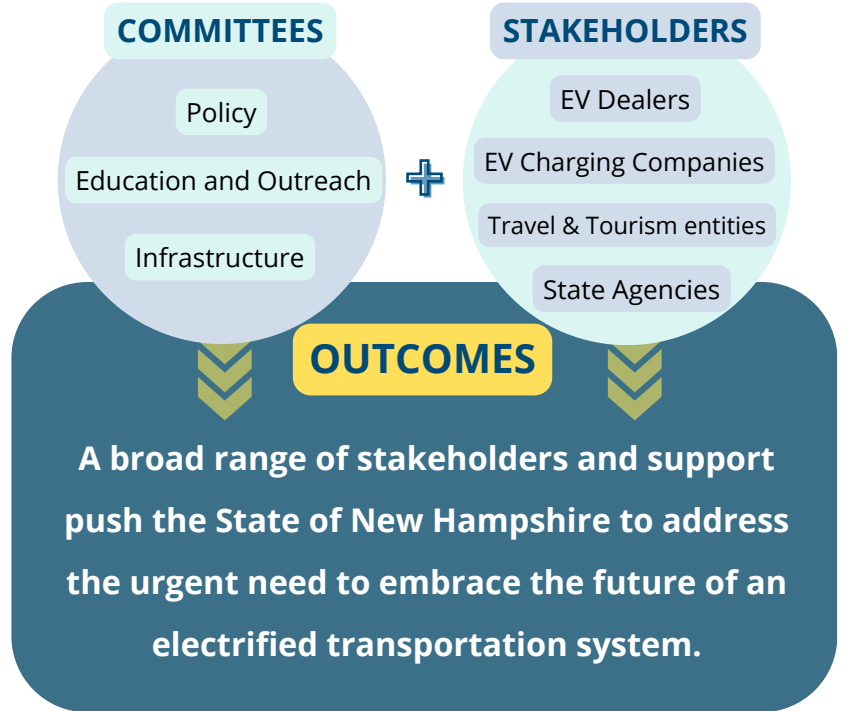 COMMITTEES
Policy
Education and Outreach
Infrastructure
STAKEHOLDERS
EV Dealers
EV Charging Companies
Travel & Tourism entities
State Agencies
OUTCOMES
A broad range of stakeholders and support
push the State of New Hampshire to address
the urgent need to embrace the future of an
electrified transportation system.